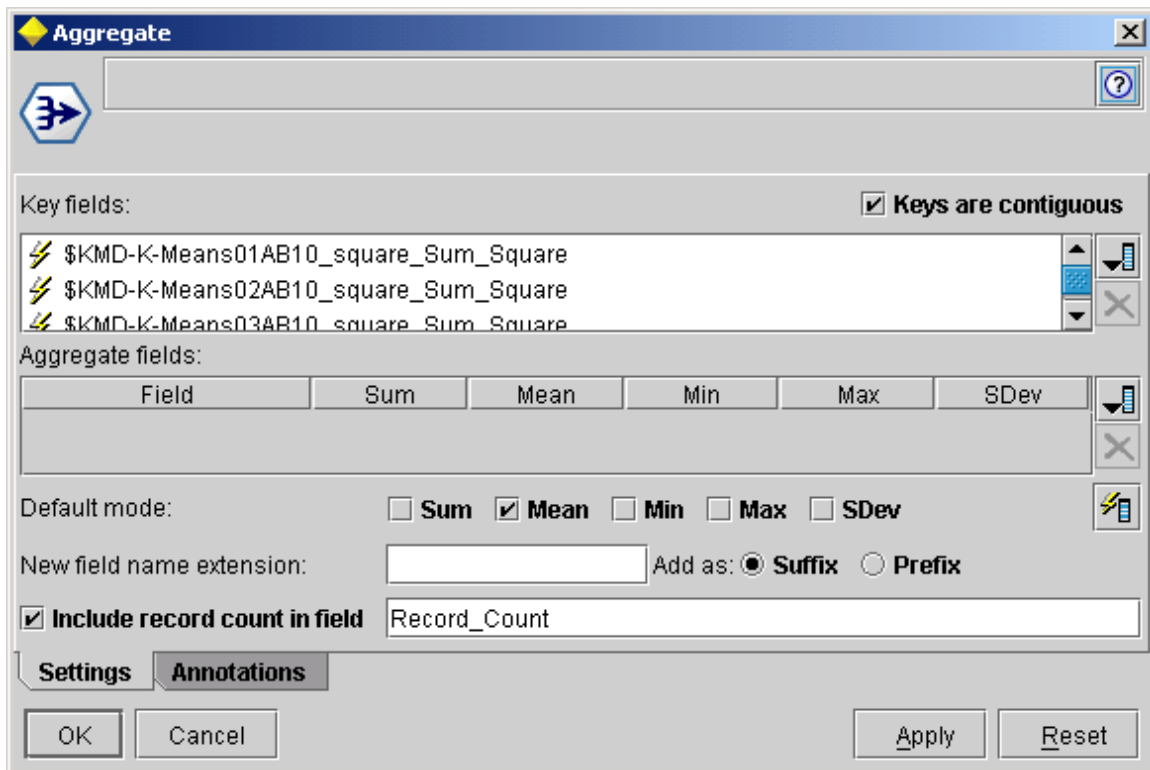 Aggregate
Key fields:
Keys are contiguous
$KMD-K-Means01AB10_square_Sum_Square
$KMD-K-Means02AB10_square_Sum_Square
$KMD-K-Means03AB10_square_Sum_Square
Aggregate fields:
Field Sum Mean Min Max SDev
Default mode: Sum Mean Min Max SDev
New field name extension: Add as: Suffix Prefix
Include record count in field Record_Count
Settings Annotations
OK Cancel Apply Reset